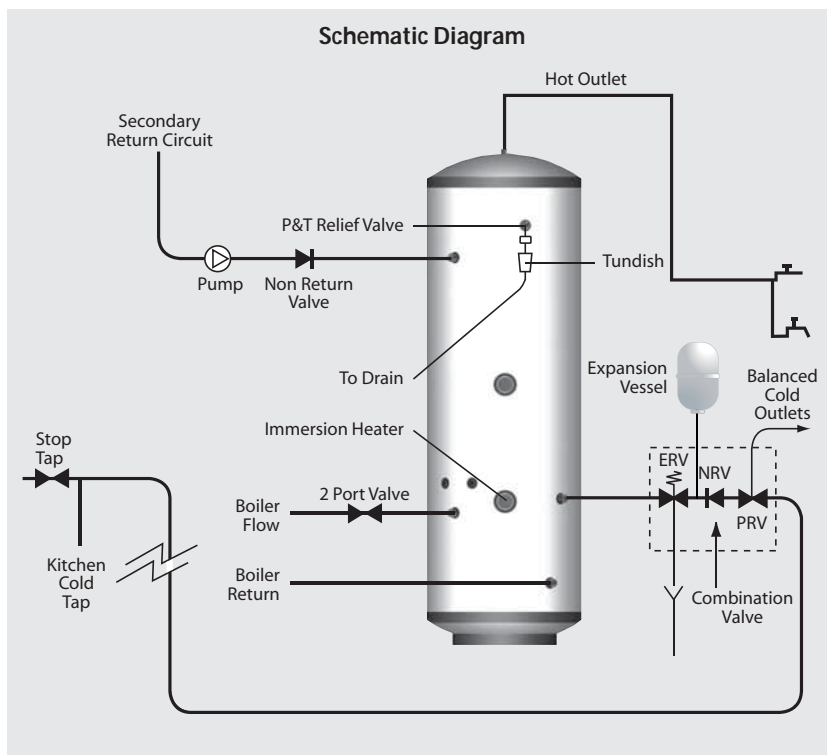 Schematic Diagram
Hot Outlet
Secondary
Return Circuit
P&T Relief Valve
Tundish
Pump
Non Return
Valve
To Drain
Expansion
Vessel
Balanced
Cold
Outlets
Immersion Heater
Stop
Tap
ERV
NRV
PRV
2 Port Valve
Boiler
Flow
Kitchen
Cold
Tap
Boiler
Return
Combination
Valve